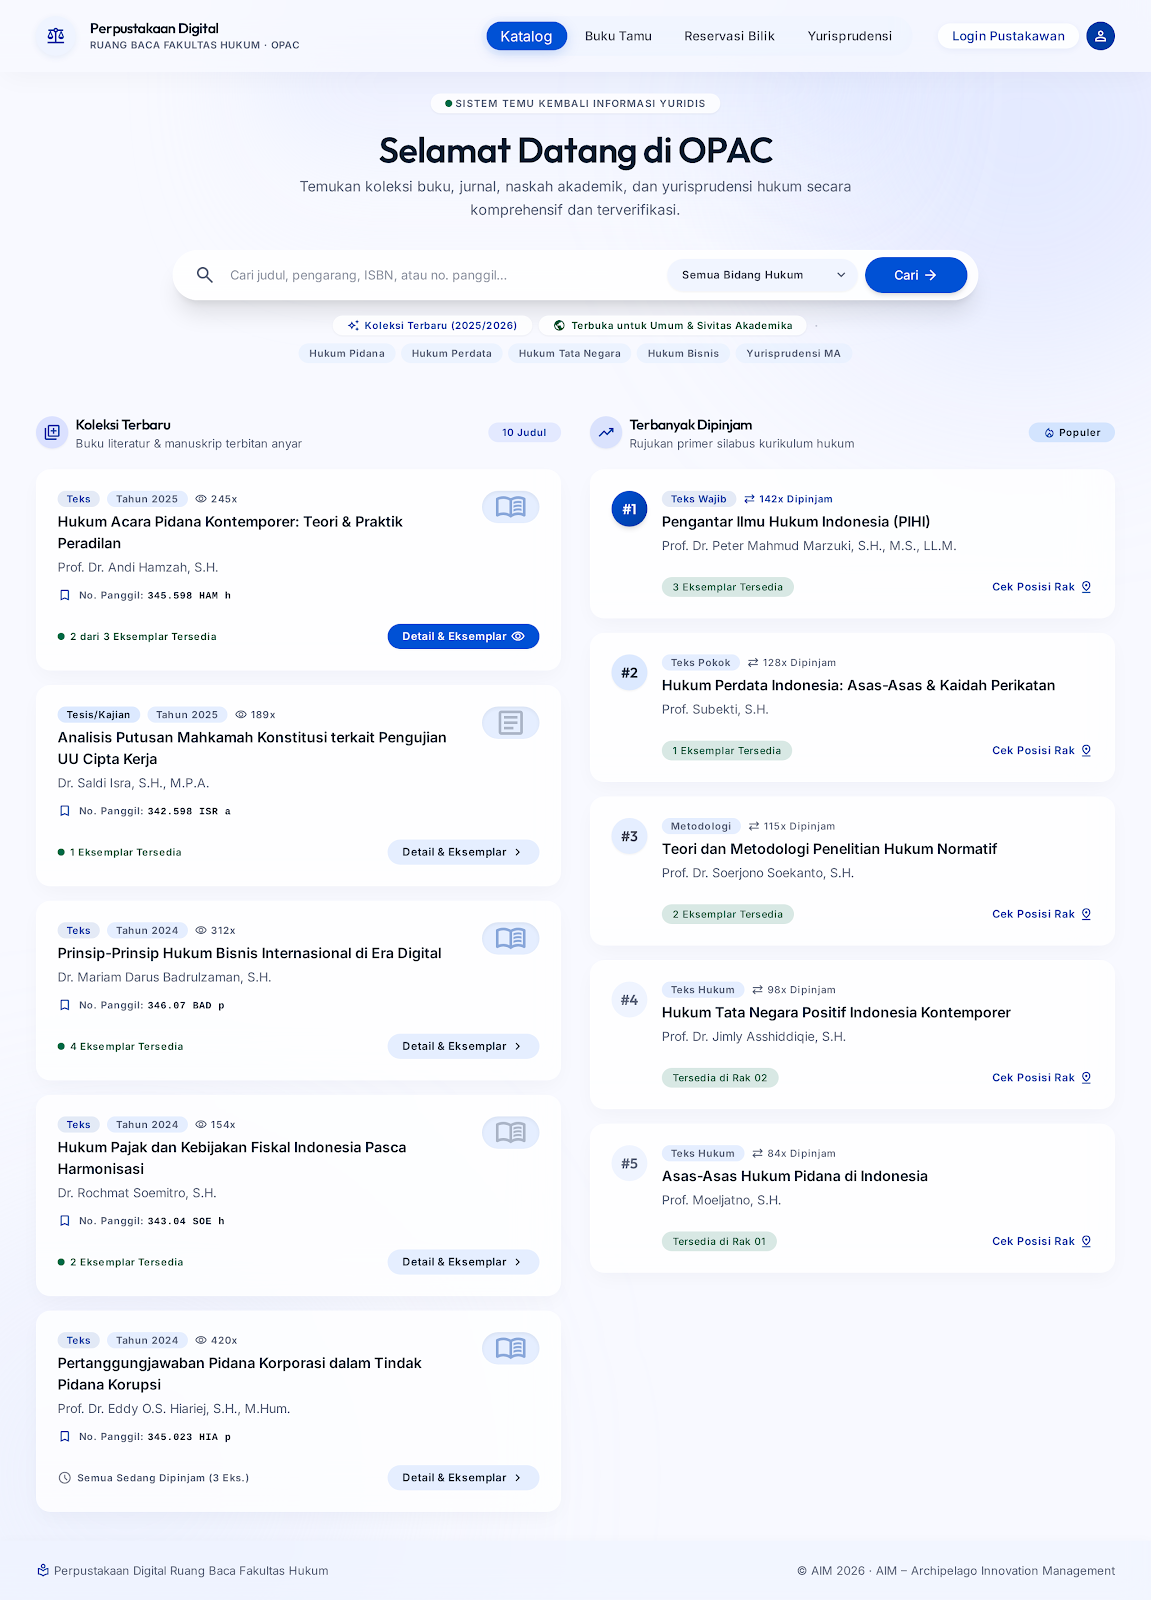 Perpustakaan Digital
RUANG BACA FAKULTAS HUKUM · OPAC
Katalog
Buku Tamu
Reservasi Bilik
Yurisprudensi
Login Pustakawan
SISTEM TEMU KEMBALI INFORMASI YURIDIS
Selamat Datang di OPAC
Temukan koleksi buku, jurnal, naskah akademik, dan yurisprudensi hukum secara
komprehensif dan terverifikasi.
Cari judul, pengarang, ISBN, atau no. panggil...
Semua Bidang Hukum
Cari
Koleksi Terbaru (2025/2026)
Terbuka untuk Umum & Sivitas Akademika
·
Hukum Pidana
Hukum Perdata
Hukum Tata Negara
Hukum Bisnis
Yurisprudensi MA
Koleksi Terbaru
Buku literatur & manuskrip terbitan anyar
10 Judul
Teks
Tahun 2025
245x
Hukum Acara Pidana Kontemporer: Teori & Praktik
Peradilan
Prof. Dr. Andi Hamzah, S.H.
No. Panggil: 345.598 HAM h
2 dari 3 Eksemplar Tersedia
Detail & Eksemplar
Tesis/Kajian
Tahun 2025
189x
Analisis Putusan Mahkamah Konstitusi terkait Pengujian
UU Cipta Kerja
Dr. Saldi Isra, S.H., M.P.A.
No. Panggil: 342.598 ISR a
1 Eksemplar Tersedia
Detail & Eksemplar
Teks
Tahun 2024
312x
Prinsip-Prinsip Hukum Bisnis Internasional di Era Digital
Dr. Mariam Darus Badrulzaman, S.H.
No. Panggil: 346.07 BAD p
4 Eksemplar Tersedia
Detail & Eksemplar
Teks
Tahun 2024
154x
Hukum Pajak dan Kebijakan Fiskal Indonesia Pasca
Harmonisasi
Dr. Rochmat Soemitro, S.H.
No. Panggil: 343.04 SOE h
2 Eksemplar Tersedia
Detail & Eksemplar
Teks
Tahun 2024
420x
Pertanggungjawaban Pidana Korporasi dalam Tindak
Pidana Korupsi
Prof. Dr. Eddy O.S. Hiariej, S.H., M.Hum.
No. Panggil: 345.023 HIA p
Semua Sedang Dipinjam (3 Eks.)
Detail & Eksemplar
Terbanyak Dipinjam
Rujukan primer silabus kurikulum hukum
Populer
#1
Teks Wajib
142x Dipinjam
Pengantar Ilmu Hukum Indonesia (PIHI)
Prof. Dr. Peter Mahmud Marzuki, S.H., M.S., LL.M.
3 Eksemplar Tersedia
Cek Posisi Rak
#2
Teks Pokok
128x Dipinjam
Hukum Perdata Indonesia: Asas-Asas & Kaidah Perikatan
Prof. Subekti, S.H.
1 Eksemplar Tersedia
Cek Posisi Rak
#3
Metodologi
115x Dipinjam
Teori dan Metodologi Penelitian Hukum Normatif
Prof. Dr. Soerjono Soekanto, S.H.
2 Eksemplar Tersedia
Cek Posisi Rak
#4
Teks Hukum
98x Dipinjam
Hukum Tata Negara Positif Indonesia Kontemporer
Prof. Dr. Jimly Asshiddiqie, S.H.
Tersedia di Rak 02
Cek Posisi Rak
#5
Teks Hukum
84x Dipinjam
Asas-Asas Hukum Pidana di Indonesia
Prof. Moeljatno, S.H.
Tersedia di Rak 01
Cek Posisi Rak
Perpustakaan Digital Ruang Baca Fakultas Hukum
© AIM 2026 · AIM – Archipelago Innovation Management